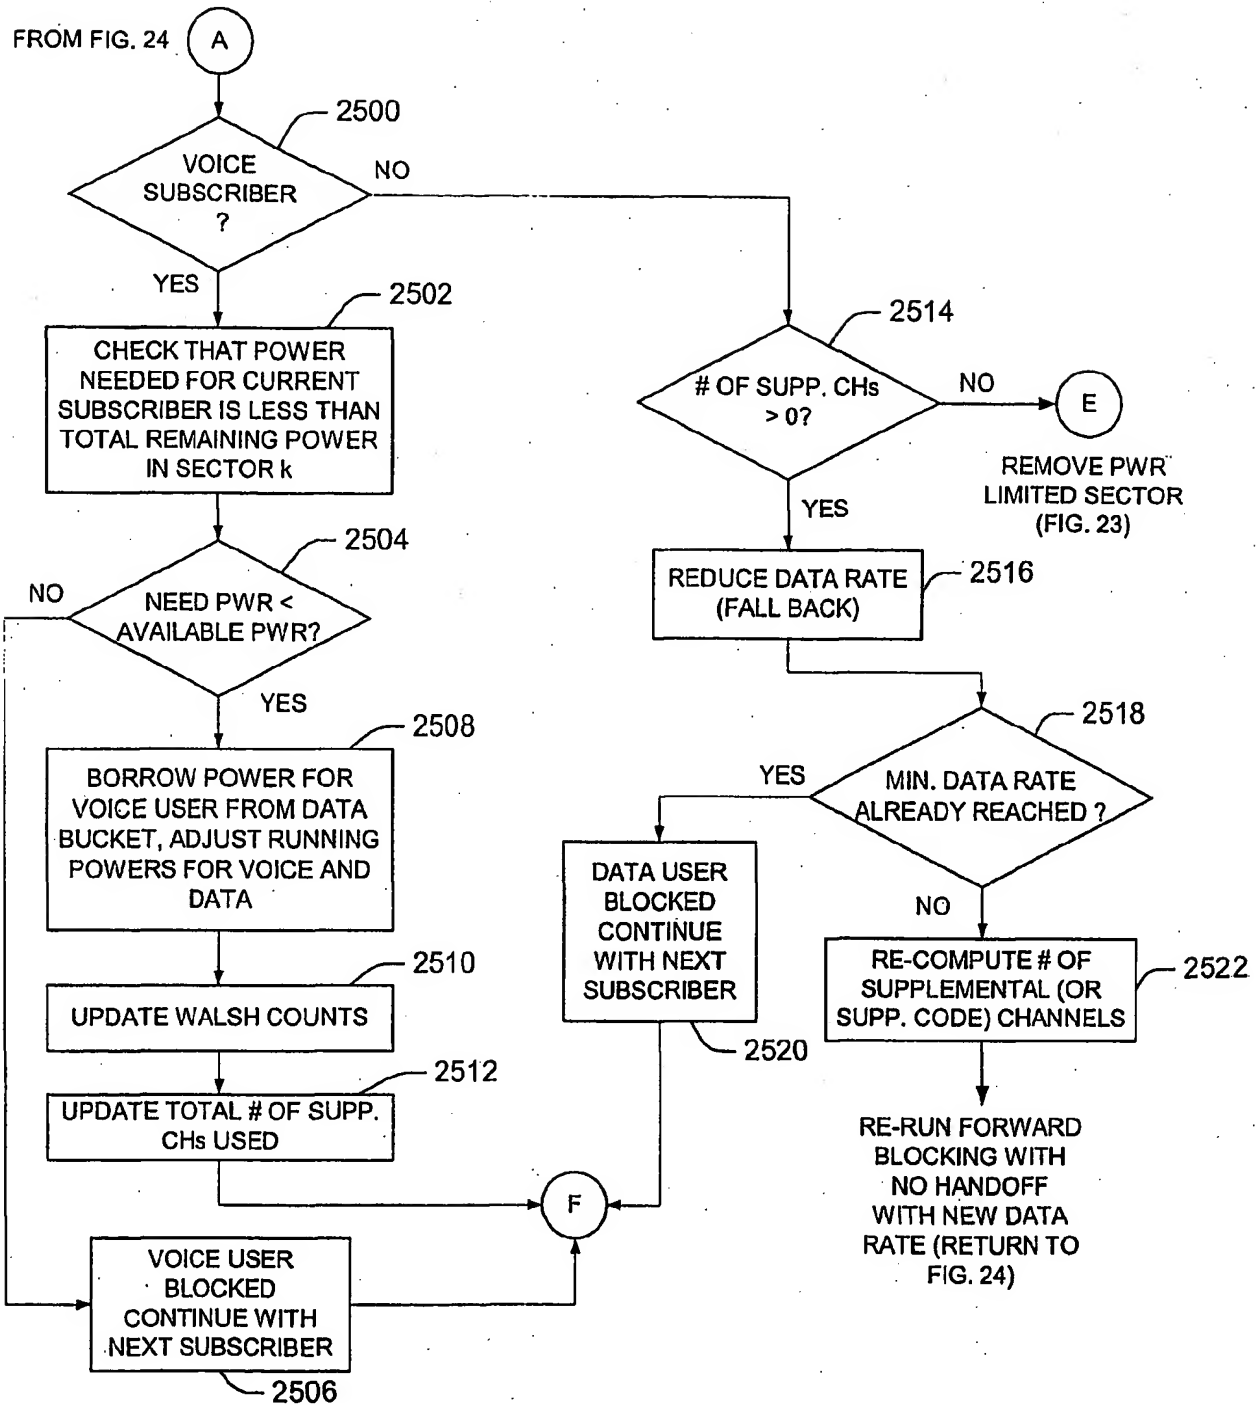 FROM FIG. 24
A
2500
VOICE
SUBSCRIBER
?
NO
YES
2502
CHECK THAT POWER
NEEDED FOR CURRENT
SUBSCRIBER IS LESS THAN
TOTAL REMAINING POWER
IN SECTOR k
2504
NO
NEED PWR <
AVAILABLE PWR?
YES
2508
BORROW POWER FOR
VOICE USER FROM DATA
BUCKET, ADJUST RUNNING
POWERS FOR VOICE AND
DATA
2510
UPDATE WALSH COUNTS
2512
UPDATE TOTAL # OF SUPP.
CHs USED
F
VOICE USER
BLOCKED
CONTINUE WITH
NEXT SUBSCRIBER
2506
2514
# OF SUPP. CHs
> 0?
NO
E
REMOVE PWR
LIMITED SECTOR
(FIG. 23)
YES
REDUCE DATA RATE
(FALL BACK)
2516
2518
YES
MIN. DATA RATE
ALREADY REACHED ?
DATA USER
BLOCKED
CONTINUE
WITH NEXT
SUBSCRIBER
2520
NO
RE-COMPUTE # OF
SUPPLEMENTAL (OR
SUPP. CODE) CHANNELS
2522
RE-RUN FORWARD
BLOCKING WITH
NO HANDOFF
WITH NEW DATA
RATE (RETURN TO
FIG. 24)